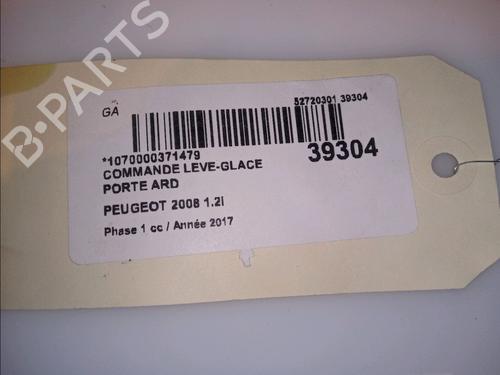 GA
52720301 39304
*1070000371479
39304
COMMANDE LEVE-GLACE
PORTE ARD
PEUGEOT 2008 1.2i
Phase 1 cc / Année 2017
B-PARTS